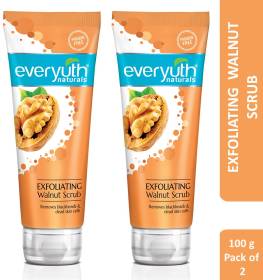 everyuth
naturals
EXFOLIATING
Walnut Scrub
Removes blackheads &
dead skin cells
everyuth
naturals
EXFOLIATING
Walnut Scrub
Removes blackheads &
dead skin cells
EXFOLIATING WALNUT
SCRUB
100 g
Pack of
2